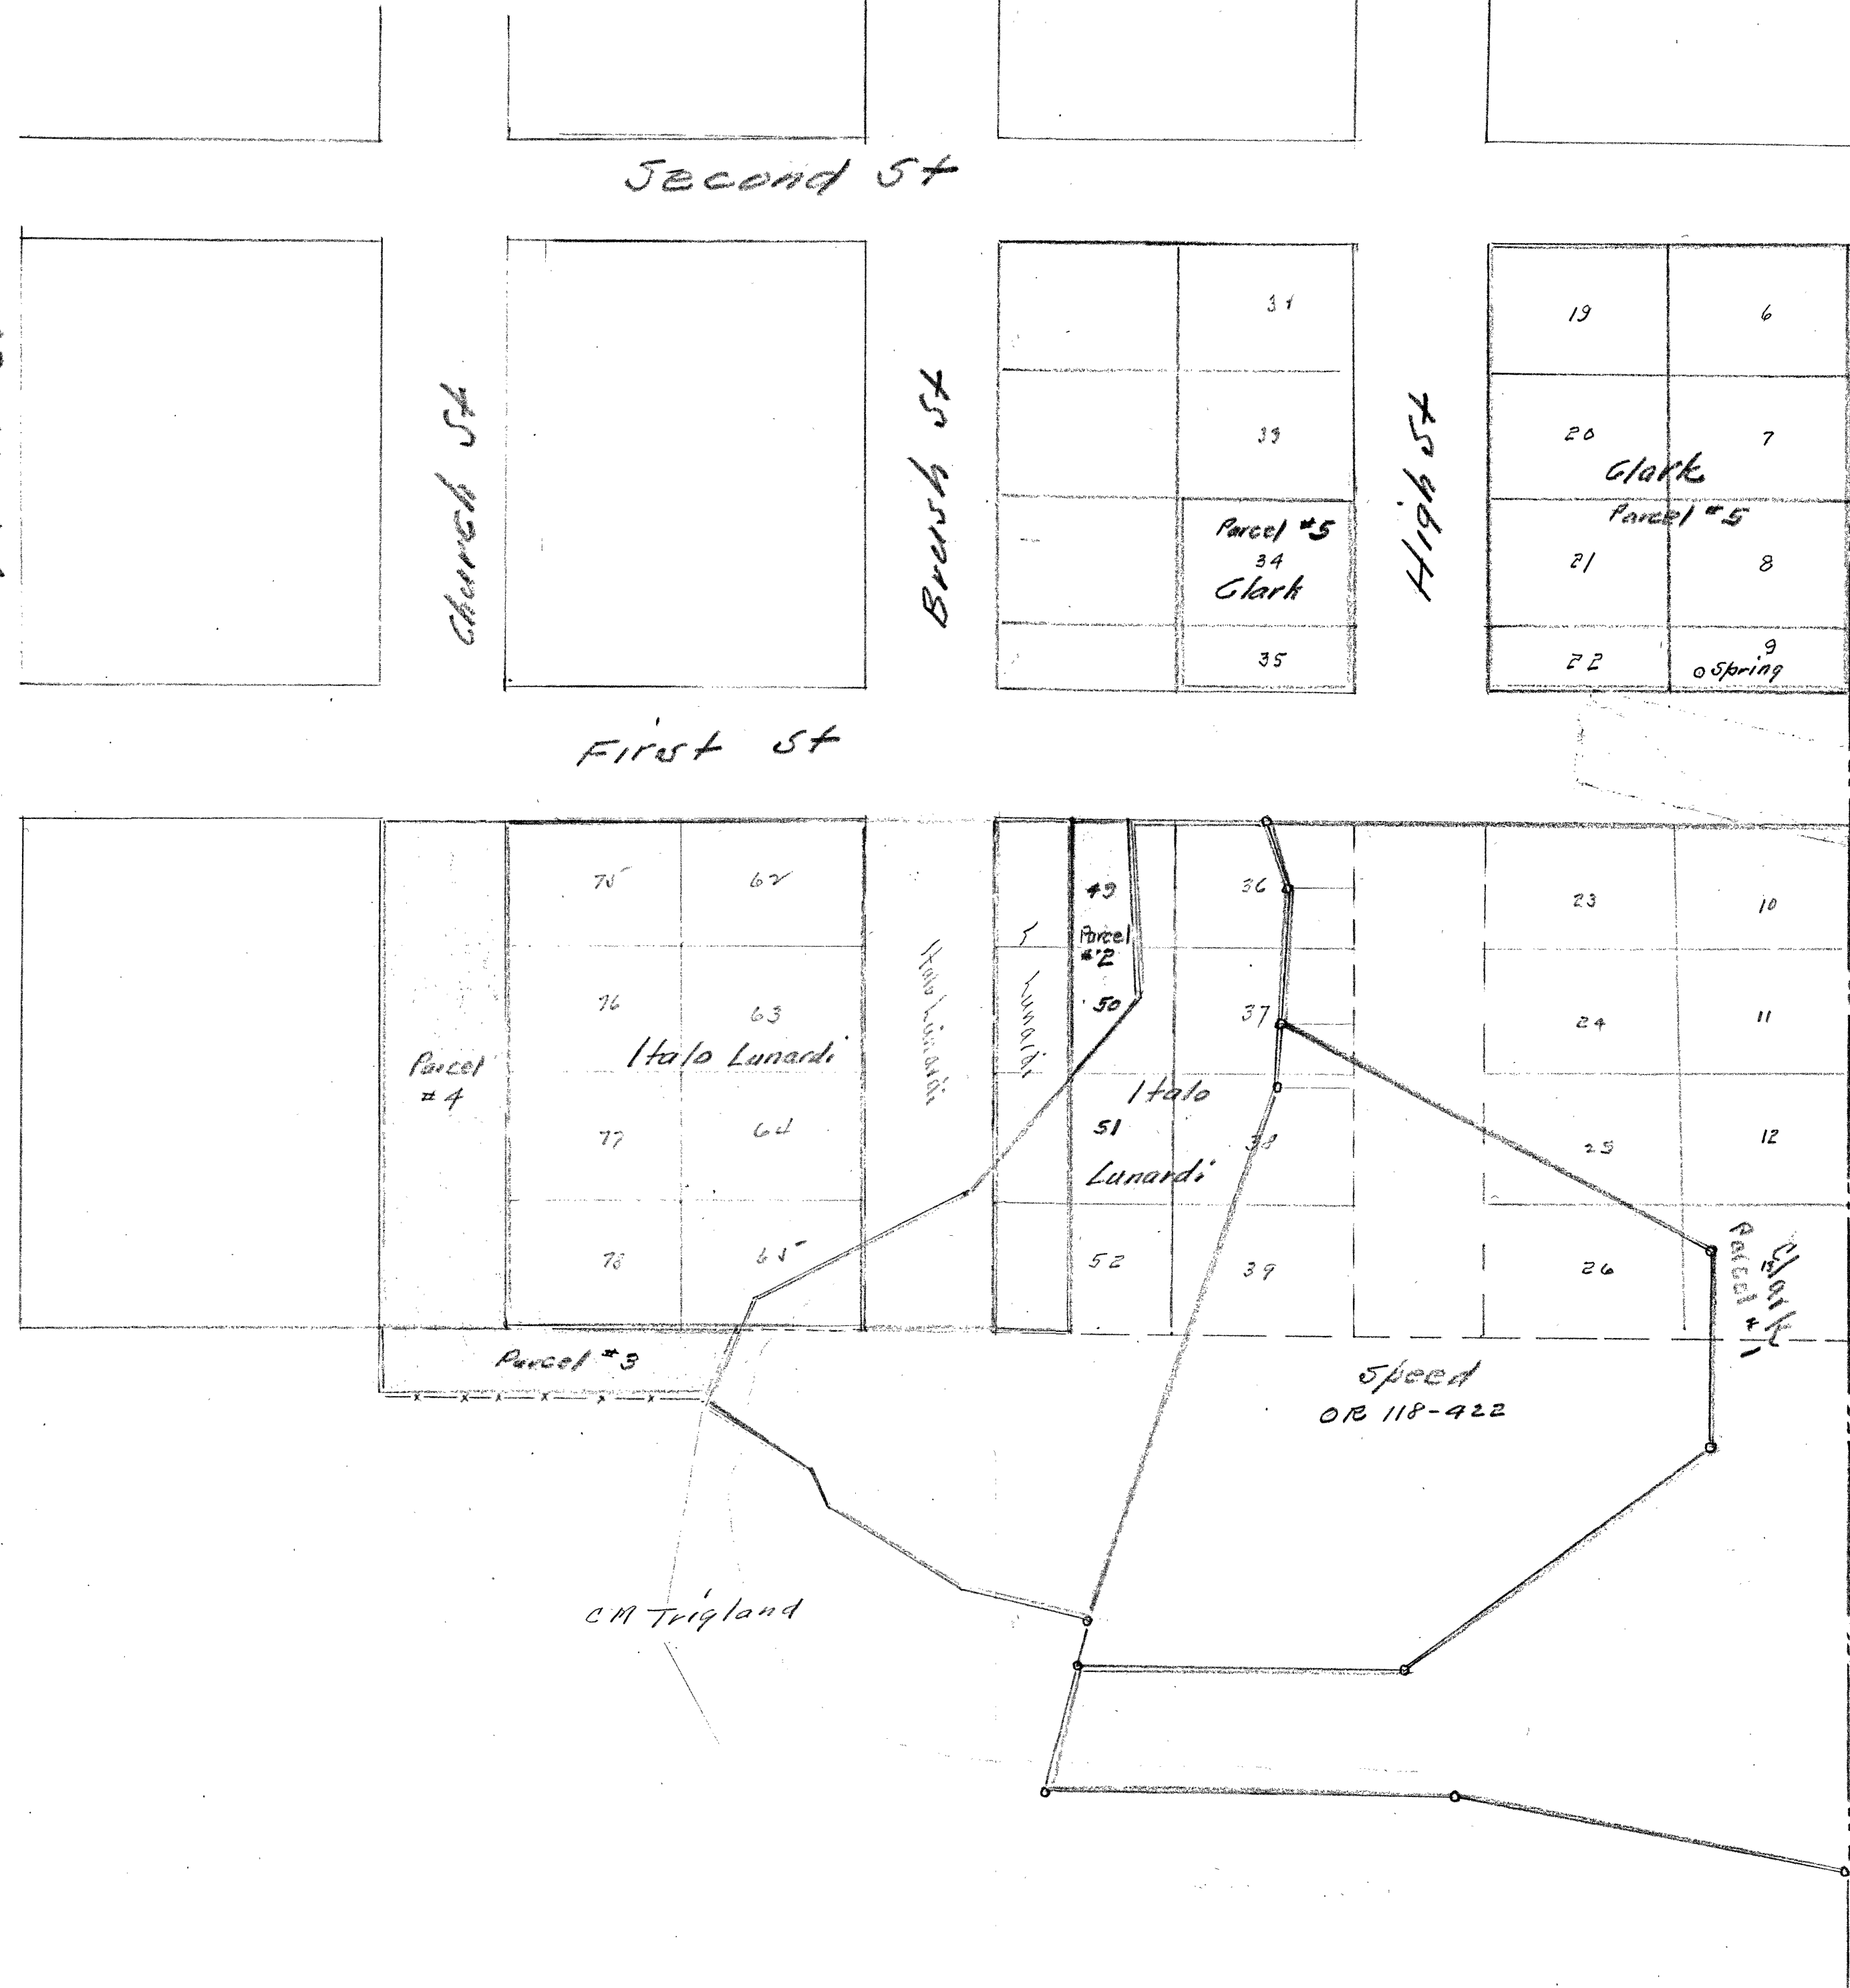 Second St
Church St
Brush St
High St
31
33
Parcel #5
34
Clark
35
19
6
20
7
Clark
Parcel #5
21
8
22
9
Spring
First St
75
62
76
63
Italo Lunardi
Parcel
#4
77
64
78
65
Italo Lunardi
Lunardi
49
Parcel
#2
50
Italo
51
Lunardi
52
36
37
38
39
23
10
24
11
25
12
26
13
Clark
Parcel #1
Parcel #3
Speed
OR 118-422
CM Trigland